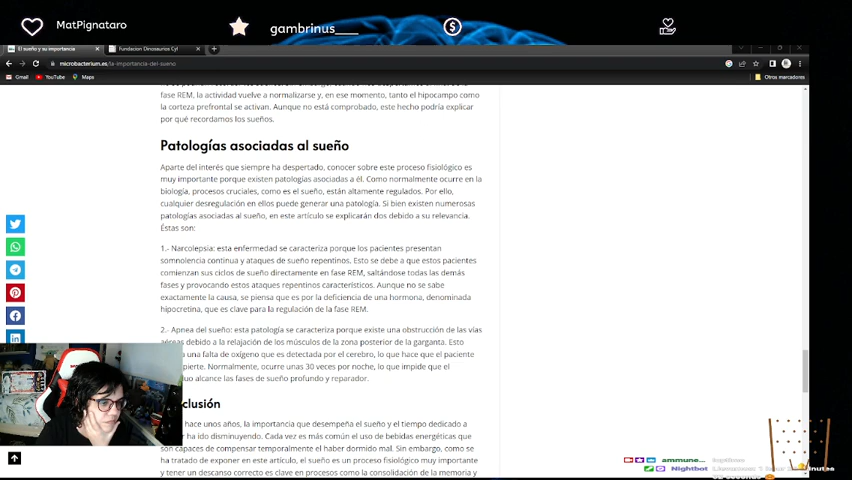 MatPignataro
gambrinus____
El sueño y su importancia
Fundacion Dinosaurios Cyl
microbacterium.es/la-importancia-del-sueno
Gmail YouTube Maps
Otros marcadores
fase REM, la actividad vuelve a normalizarse y, en ese momento, tanto el hipocampo como
la corteza prefrontal se activan. Aunque no está comprobado, este hecho podría explicar
por qué recordamos los sueños.
Patologías asociadas al sueño
Aparte del interés que siempre ha despertado, conocer sobre este proceso fisiológico es
muy importante porque existen patologías asociadas a él. Como normalmente ocurre en la
biología, procesos cruciales, como es el sueño, están altamente regulados. Por ello,
cualquier desregulación en ellos puede generar una patología. Si bien existen numerosas
patologías asociadas al sueño, en este artículo se explicarán dos debido a su relevancia.
Éstas son:
1.- Narcolepsia: esta enfermedad se caracteriza porque los pacientes presentan
somnolencia continua y ataques de sueño repentinos. Esto se debe a que estos pacientes
comienzan sus ciclos de sueño directamente en fase REM, saltándose todas las demás
fases y provocando estos ataques repentinos característicos. Aunque no se sabe
exactamente la causa, se piensa que es por la deficiencia de una hormona, denominada
hipocretina, que es clave para la regulación de la fase REM.
2.- Apnea del sueño: esta patología se caracteriza porque existe una obstrucción de las vías
aéreas debido a la relajación de los músculos de la zona posterior de la garganta. Esto
a una falta de oxígeno que es detectada por el cerebro, lo que hace que el paciente
pierte. Normalmente, ocurre unas 30 veces por noche, lo que impide que el
duo alcance las fases de sueño profundo y reparador.
clusión
hace unos años, la importancia que desempeña el sueño y el tiempo dedicado a
r ha ido disminuyendo. Cada vez es más común el uso de bebidas energéticas que
son capaces de compensar temporalmente el haber dormido mal. Sin embargo, como se
ha tratado de exponer en este artículo, el sueño es un proceso fisiológico muy importante
y tener un descanso correcto es clave en procesos como la consolidación de la memoria y
ammune...
Nightbot